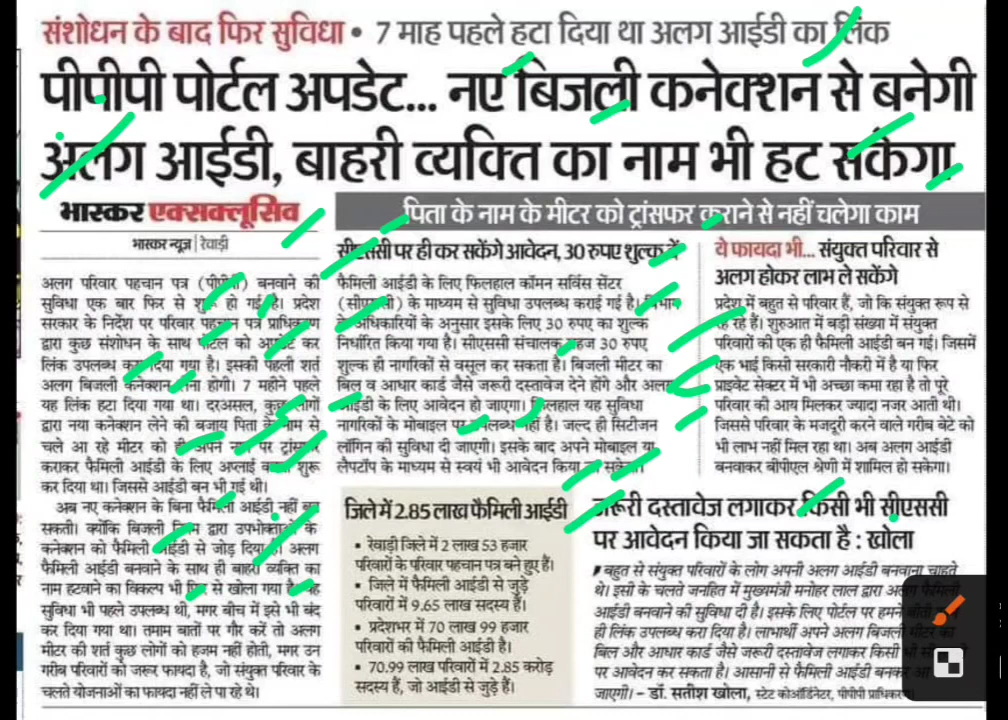 संशोधन के बाद फिर सुविधा • 7 माह पहले हटा दिया था अलग आईडी का लिंक
पीपीपी पोर्टल अपडेट... नए बिजली कनेक्शन से बनेगी
अलग आईडी, बाहरी व्यक्ति का नाम भी हट सकेगा
भास्कर एक्सक्लूसिव
पिता के नाम के मीटर को ट्रांसफर कराने से नहीं चलेगा काम
भास्कर न्यूज | रेवाड़ी
अलग परिवार पहचान पत्र (पीपीपी) बनवाने की
सुविधा एक बार फिर से शुरू हो गई है। प्रदेश
सरकार के निर्देश पर परिवार पहचान पत्र प्राधिकरण
द्वारा कुछ संशोधन के साथ पोर्टल को अपडेट कर
लिंक उपलब्ध करा दिया गया है। इसकी पहली शर्त
अलग बिजली कनेक्शन लेना होगी। 7 महीने पहले
यह लिंक हटा दिया गया था। दरअसल, कुछ लोगों
द्वारा नया कनेक्शन लेने की बजाय पिता के नाम से
चले आ रहे मीटर को ही अपने नाम पर ट्रांसफर
कराकर फैमिली आईडी के लिए अप्लाई करना शुरू
कर दिया था। जिससे आईडी बन भी गई थी।
अब नए कनेक्शन के बिना फैमिली आईडी नहीं बन
सकती। क्योंकि बिजली निगम द्वारा उपभोक्ताओं के
कनेक्शन को फैमिली आईडी से जोड़ दिया है। अलग
फैमिली आईडी बनवाने के साथ ही बाहरी व्यक्ति का
नाम हटवाने का विकल्प भी फिर से खोला गया है। यह
सुविधा भी पहले उपलब्ध थी, मगर बीच में इसे भी बंद
कर दिया गया था। तमाम बातों पर गौर करें तो अलग
मीटर की शर्त कुछ लोगों को हजम नहीं होती, मगर उन
गरीब परिवारों को जरूर फायदा है, जो संयुक्त परिवार के
चलते योजनाओं का फायदा नहीं ले पा रहे थे।
सीएससी पर ही कर सकेंगे आवेदन, 30 रुपए शुल्क में
फैमिली आईडी के लिए फिलहाल कॉमन सर्विस सेंटर
(सीएससी) के माध्यम से सुविधा उपलब्ध कराई गई है। विभाग
के अधिकारियों के अनुसार इसके लिए 30 रुपए का शुल्क
निर्धारित किया गया है। सीएससी संचालक महज 30 रुपए
शुल्क ही नागरिकों से वसूल कर सकता है। बिजली मीटर का
बिल व आधार कार्ड जैसे जरूरी दस्तावेज देने होंगे और अलग
आईडी के लिए आवेदन हो जाएगा। फिलहाल यह सुविधा
नागरिकों के मोबाइल पर उपलब्ध नहीं है। जल्द ही सिटीजन
लॉगिन की सुविधा दी जाएगी। इसके बाद अपने मोबाइल या
लैपटॉप के माध्यम से स्वयं भी आवेदन किया जा सकेगा।
ये फायदा भी... संयुक्त परिवार से
अलग होकर लाभ ले सकेंगे
प्रदेश में बहुत से परिवार हैं, जो कि संयुक्त रूप से
रह रहे हैं। शुरुआत में बड़ी संख्या में संयुक्त
परिवारों की एक ही फैमिली आईडी बन गई। जिसमें
एक भाई किसी सरकारी नौकरी में है या फिर
प्राइवेट सेक्टर में भी अच्छा कमा रहा है तो पूरे
परिवार की आय मिलकर ज्यादा नजर आती थी।
जिससे परिवार के मजदूरी करने वाले गरीब बेटे को
भी लाभ नहीं मिल रहा था। अब अलग आईडी
बनवाकर बीपीएल श्रेणी में शामिल हो सकेगा।
जिले में 2.85 लाख फैमिली आईडी
• रेवाड़ी जिले में 2 लाख 53 हजार
परिवारों के परिवार पहचान पत्र बने हुए हैं।
• जिले में फैमिली आईडी से जुड़े
परिवारों में 9.65 लाख सदस्य हैं।
• प्रदेशभर में 70 लाख 99 हजार
परिवारों की फैमिली आईडी है।
• 70.99 लाख परिवारों में 2.85 करोड़
सदस्य हैं, जो आईडी से जुड़े हैं।
जरूरी दस्तावेज लगाकर किसी भी सीएससी
पर आवेदन किया जा सकता है : खोला
बहुत से संयुक्त परिवारों के लोग अपनी अलग आईडी बनवाना चाहते
थे। इसी के चलते जनहित में मुख्यमंत्री मनोहर लाल द्वारा अलग फैमिली
आईडी बनवाने की सुविधा दी है। इसके लिए पोर्टल पर हमने
ही लिंक उपलब्ध करा दिया है। लाभार्थी अपने अलग बिजली मीटर का
बिल और आधार कार्ड जैसे जरूरी दस्तावेज लगाकर किसी भी
पर आवेदन कर सकता है। आसानी से फैमिली आईडी बनकर आ
जाएगी। – डॉ. सतीश खोला, स्टेट कोऑर्डिनेटर, पीपीपी प्राधिकरण